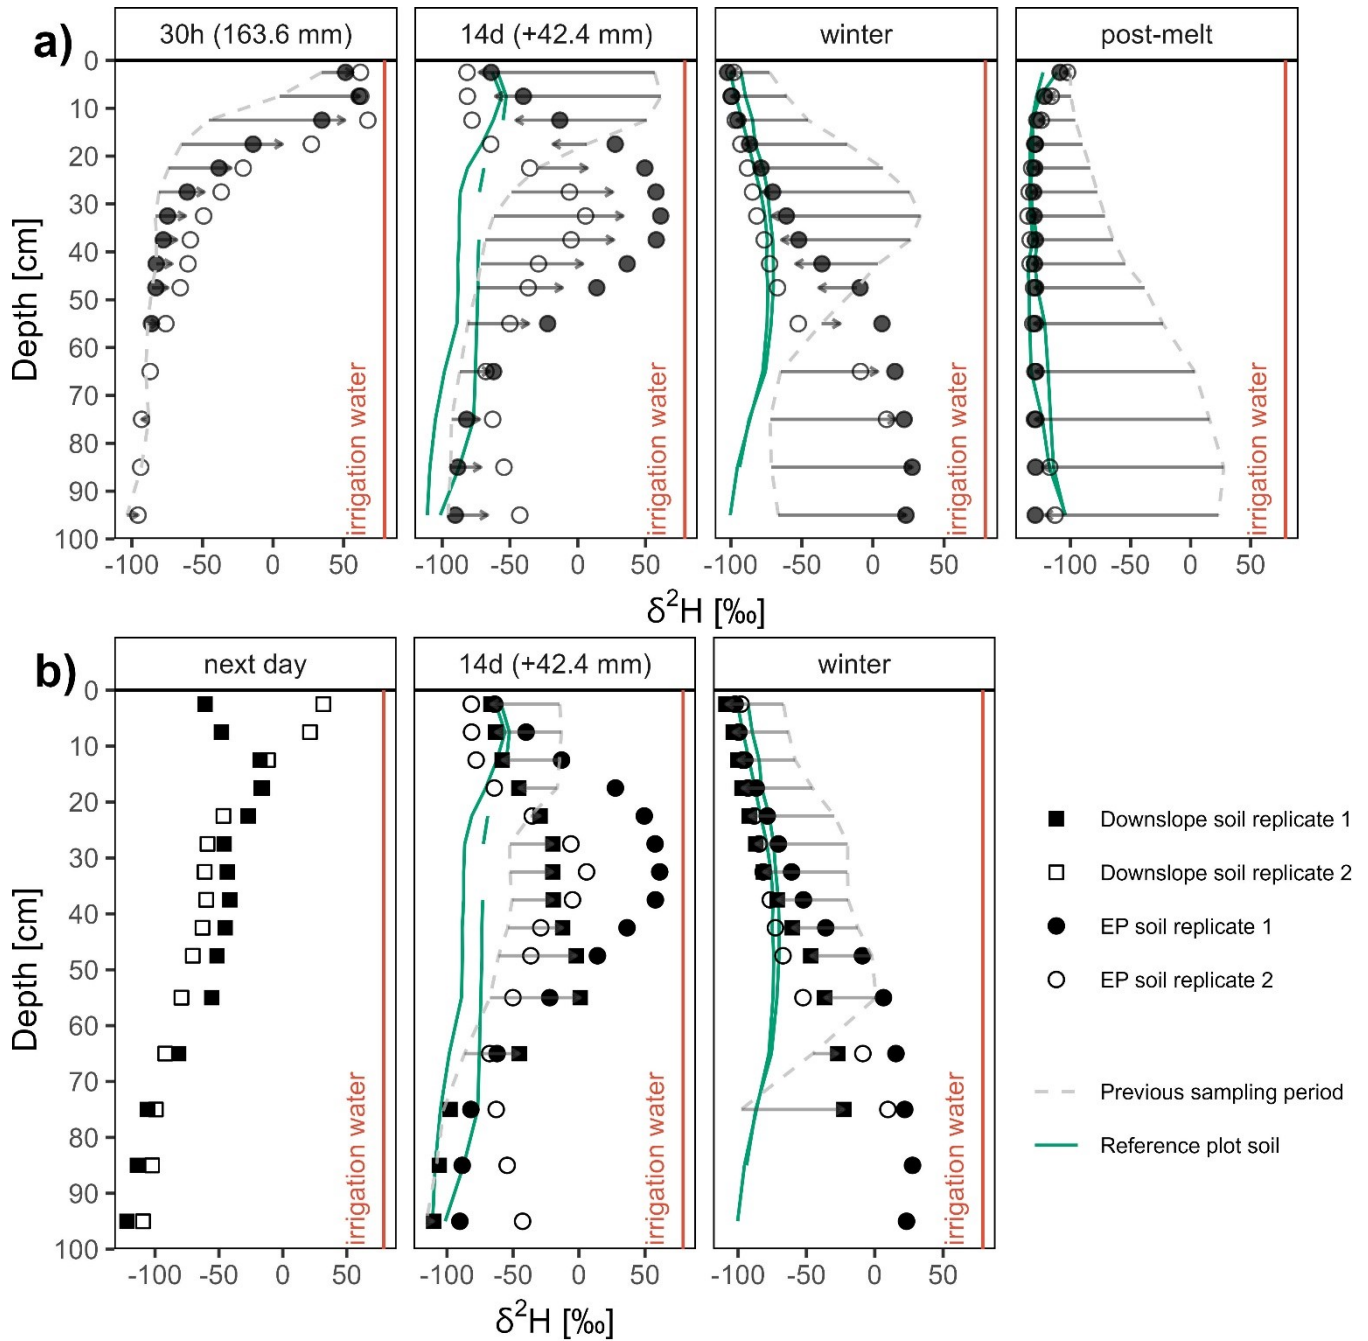 a)
30h (163.6 mm)
14d (+42.4 mm)
winter
post-melt
0
10
20
30
40
50
60
70
80
90
100
Depth [cm]
irrigation water
irrigation water
irrigation water
irrigation water
-100 -50 0 50
-100 -50 0 50
-100 -50 0 50
-100 -50 0 50
δ²H [‰]
b)
next day
14d (+42.4 mm)
winter
0
10
20
30
40
50
60
70
80
90
100
Depth [cm]
irrigation water
irrigation water
irrigation water
-100 -50 0 50
-100 -50 0 50
-100 -50 0 50
δ²H [‰]
Downslope soil replicate 1
Downslope soil replicate 2
EP soil replicate 1
EP soil replicate 2
Previous sampling period
Reference plot soil